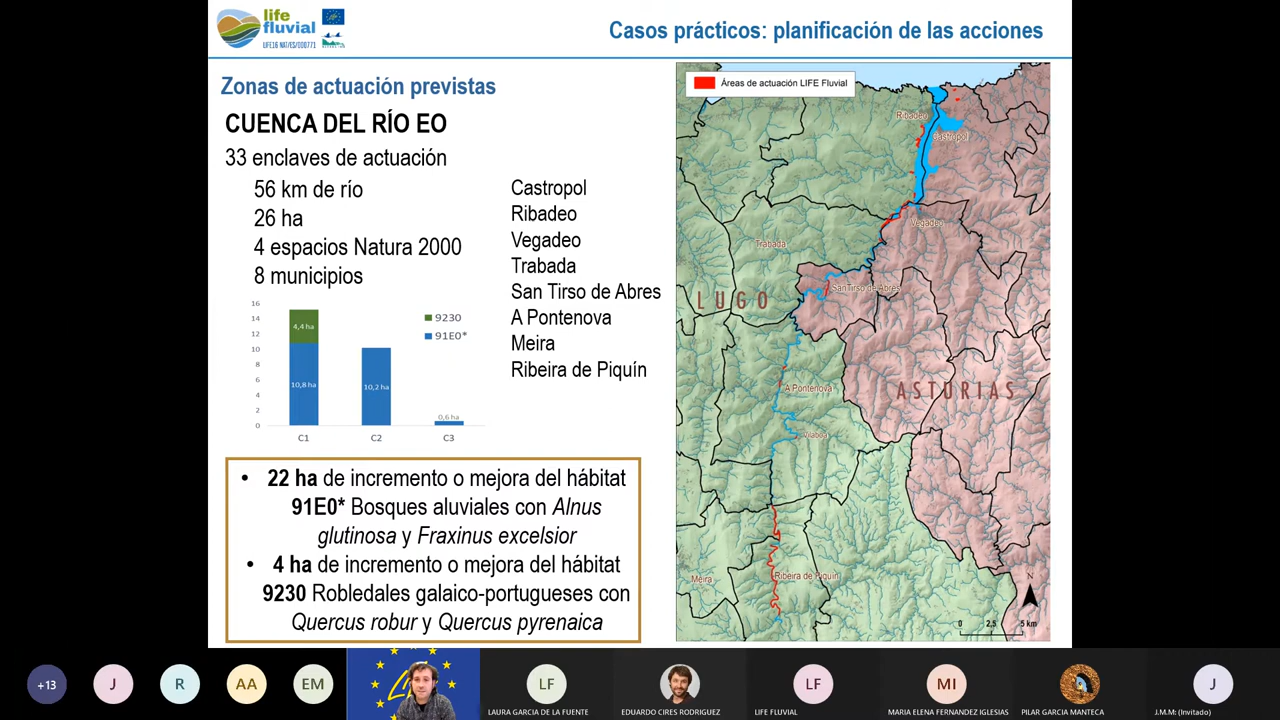 life
fluvial
LIFE16 NAT/ES/000771
Casos prácticos: planificación de las acciones
Zonas de actuación previstas
CUENCA DEL RÍO EO
33 enclaves de actuación
56 km de río
26 ha
4 espacios Natura 2000
8 municipios
Castropol
Ribadeo
Vegadeo
Trabada
San Tirso de Abres
A Pontenova
Meira
Ribeira de Piquín
16
14
12
10
8
6
4
2
0
4,4 ha
10,8 ha
10,2 ha
0,6 ha
C1
C2
C3
9230
91E0*
• 22 ha de incremento o mejora del hábitat
91E0* Bosques aluviales con Alnus
glutinosa y Fraxinus excelsior
• 4 ha de incremento o mejora del hábitat
9230 Robledales galaico-portugueses con
Quercus robur y Quercus pyrenaica
Áreas de actuación LIFE Fluvial
Ribadeo
Castropol
Vegadeo
Trabada
San Tirso de Abres
LUGO
A Pontenova
ASTURIAS
Vilaboa
Meira
Ribeira de Piquín
N
0 2,5 5 km
+13
J
R
AA
EM
LF
LAURA GARCIA DE LA FUENTE
EDUARDO CIRES RODRIGUEZ
LF
LIFE FLUVIAL
MI
MARIA ELENA FERNANDEZ IGLESIAS
PILAR GARCIA MANTECA
J
J.M.M: (Invitado)